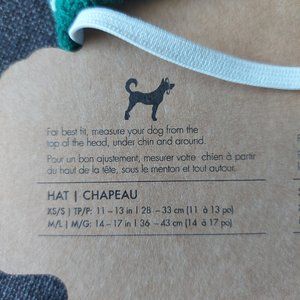 For best fit, measure your dog from the
top of the head, under chin and around.
Pour un bon ajustement, mesurer votre chien à partir
du haut de la tête, sous le menton et tout autour.
HAT | CHAPEAU
XS/S | TP/P: 11 – 13 in | 28 – 33 cm (11 à 13 po)
M/L | M/G: 14 – 17 in | 36 – 43 cm (14 à 17 po)